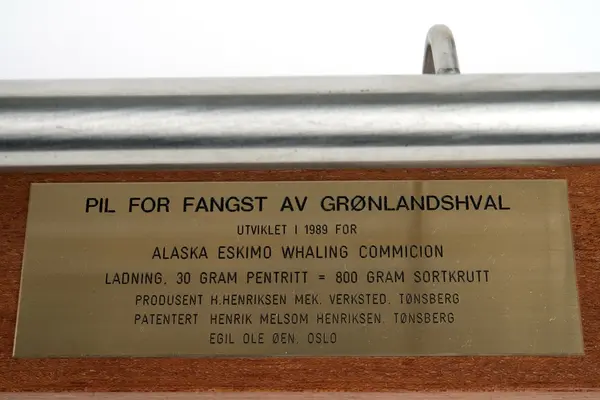 PIL FOR FANGST AV GRØNLANDSHVAL
UTVIKLET I 1989 FOR
ALASKA ESKIMO WHALING COMMICION
LADNING, 30 GRAM PENTRITT = 800 GRAM SORTKRUTT
PRODUSENT H.HENRIKSEN MEK. VERKSTED, TØNSBERG
PATENTERT HENRIK MELSOM HENRIKSEN, TØNSBERG
EGIL OLE ØEN, OSLO